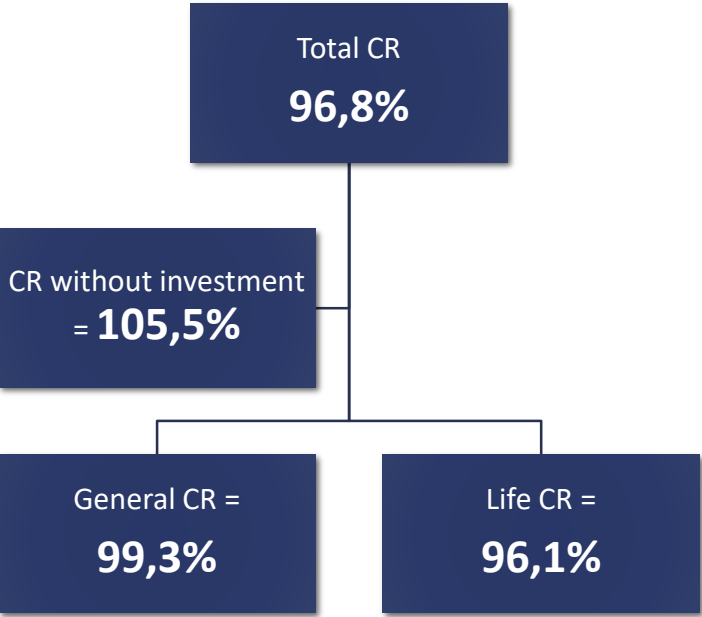 Total CR
96,8%
CR without investment
= 105,5%
General CR =
99,3%
Life CR =
96,1%